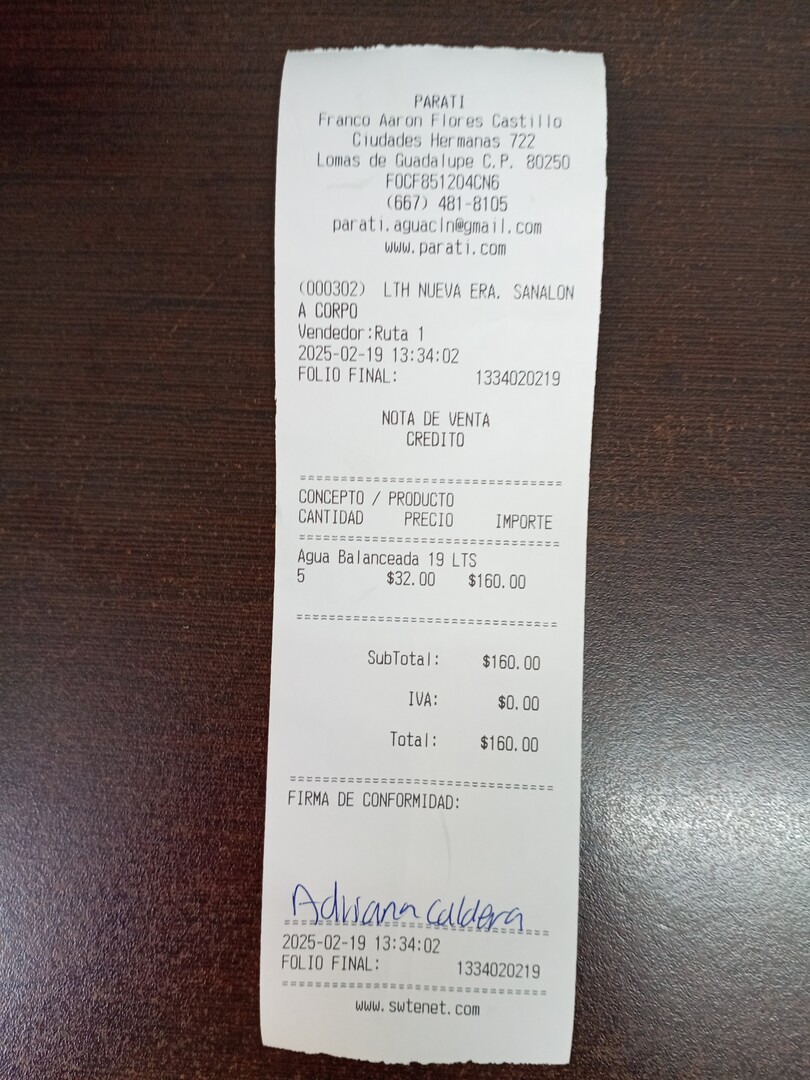 PARATI
Franco Aaron Flores Castillo
Ciudades Hermanas 722
Lomas de Guadalupe C.P. 80250
FOCF851204CN6
(667) 481-8105
parati.aguacln@gmail.com
www.parati.com
(000302) LTH NUEVA ERA. SANALON
A CORPO
Vendedor:Ruta 1
2025-02-19 13:34:02
FOLIO FINAL: 1334020219
NOTA DE VENTA
CREDITO
================================
CONCEPTO / PRODUCTO
CANTIDAD PRECIO IMPORTE
================================
Agua Balanceada 19 LTS
5 $32.00 $160.00
================================
SubTotal: $160.00
IVA: $0.00
Total: $160.00
================================
FIRMA DE CONFORMIDAD:
Adriana Caldera
================================
2025-02-19 13:34:02
FOLIO FINAL: 1334020219
================================
www.swtenet.com